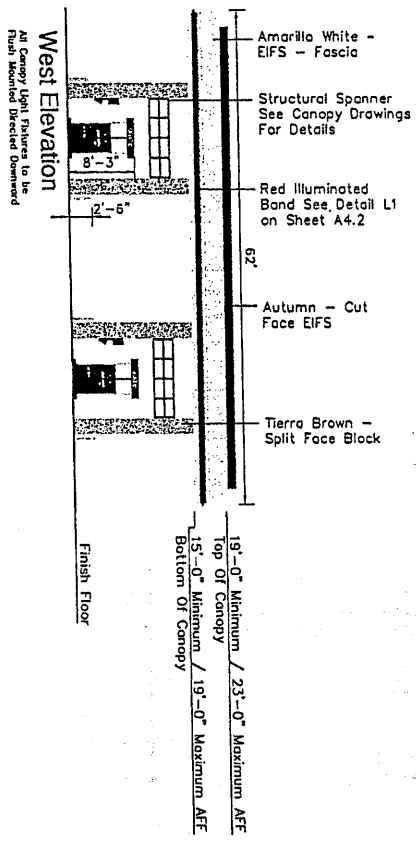 Amarillo White –
EIFS – Fascia
Structural Spanner
See Canopy Drawings
For Details
Red Illuminated
Band See Detail L1
on Sheet A4.2
Autumn – Cut
Face EIFS
Tierra Brown –
Split Face Block
62'
8'-3"
2'-6"
19'-0" Minimum / 23'-0" Maximum AFF
Top Of Canopy
15'-0" Minimum / 19'-0" Maximum AFF
Bottom Of Canopy
Finish Floor
West Elevation
All Canopy Light Fixtures to be
Flush Mounted Directed Downward